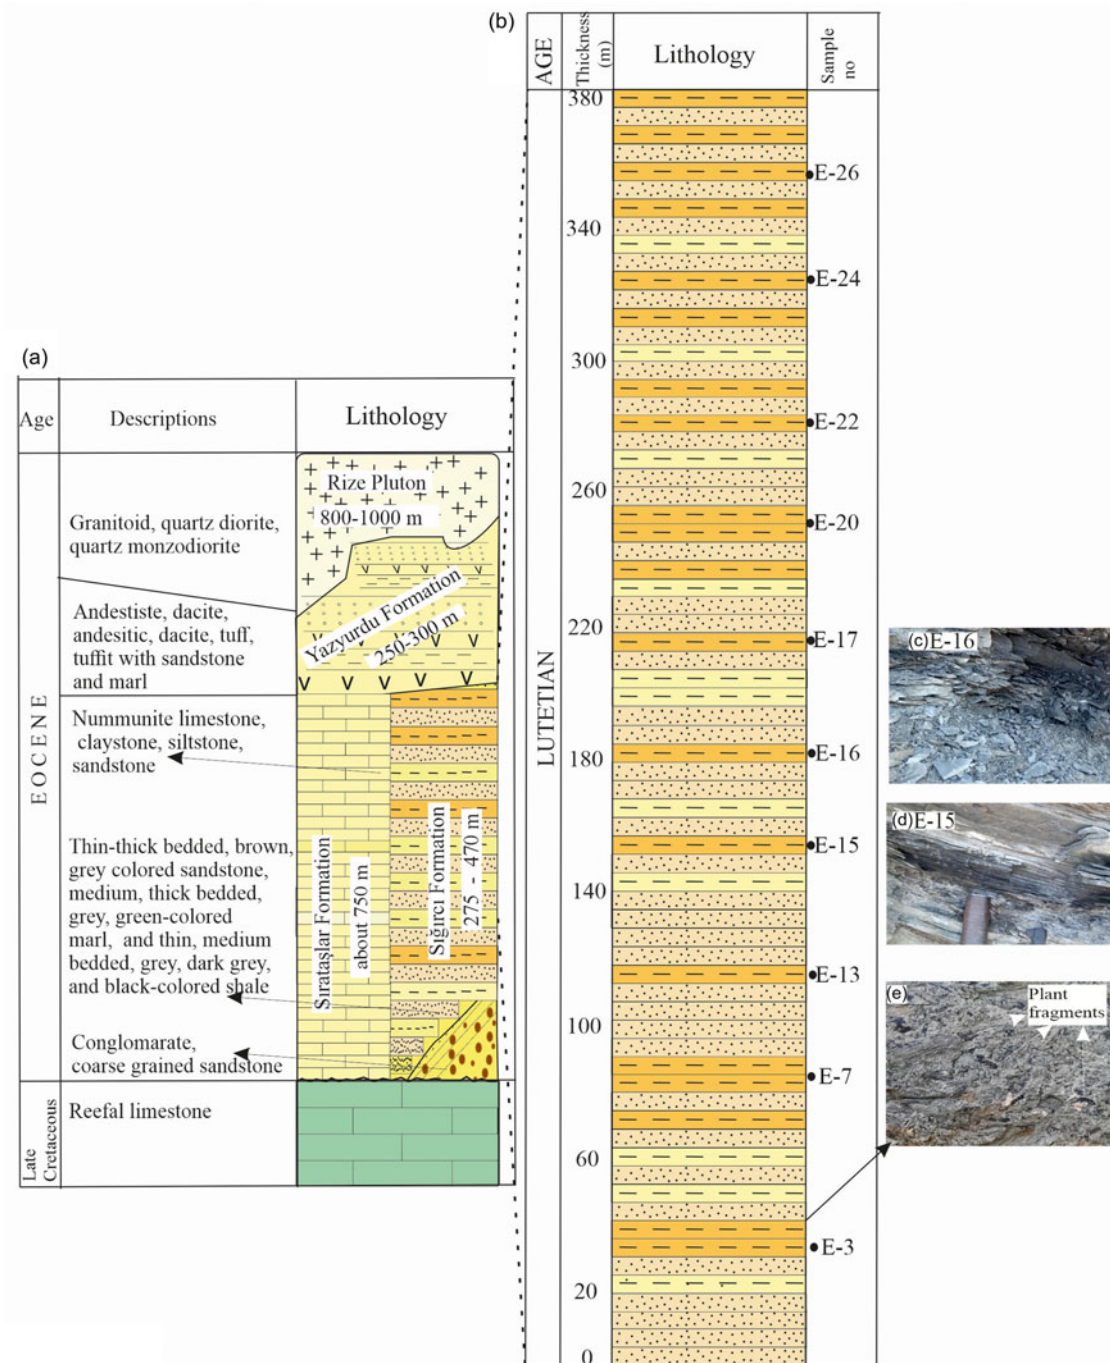 (a)
Age
Descriptions
Lithology
EOCENE
Granitoid, quartz diorite,
quartz monzodiorite
Rize Pluton
800-1000 m
Andestiste, dacite,
andesitic, dacite, tuff,
tuffit with sandstone
and marl
Yazyurdu Formation
250-300 m
Nummunite limestone,
claystone, siltstone,
sandstone
Thin-thick bedded, brown,
grey colored sandstone,
medium, thick bedded,
grey, green-colored
marl, and thin, medium
bedded, grey, dark grey,
and black-colored shale
Conglomarate,
coarse grained sandstone
Sırataşlar Formation
about 750 m
Sığırcı Formation
275 - 470 m
Late
Cretaceous
Reefal limestone
(b)
AGE
Thickness
(m)
Lithology
Sample
no
LUTETIAN
380
E-26
340
E-24
300
E-22
260
E-20
220
E-17
180
E-16
E-15
140
E-13
100
E-7
60
E-3
20
0
(c) E-16
(d) E-15
(e)
Plant
fragments